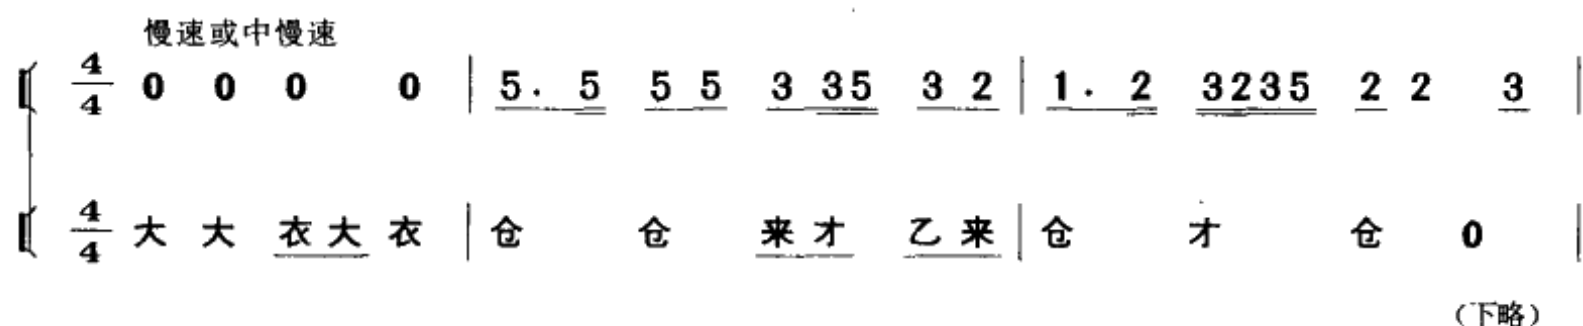 慢速或中慢速
4/4 0 0 0 0 | 5. 5 5 5 3 35 3 2 | 1. 2 3235 2 2 3 |
4/4 大 大 衣大 衣 | 仓 仓 来才 乙来 | 仓 才 仓 0 |
(下略)